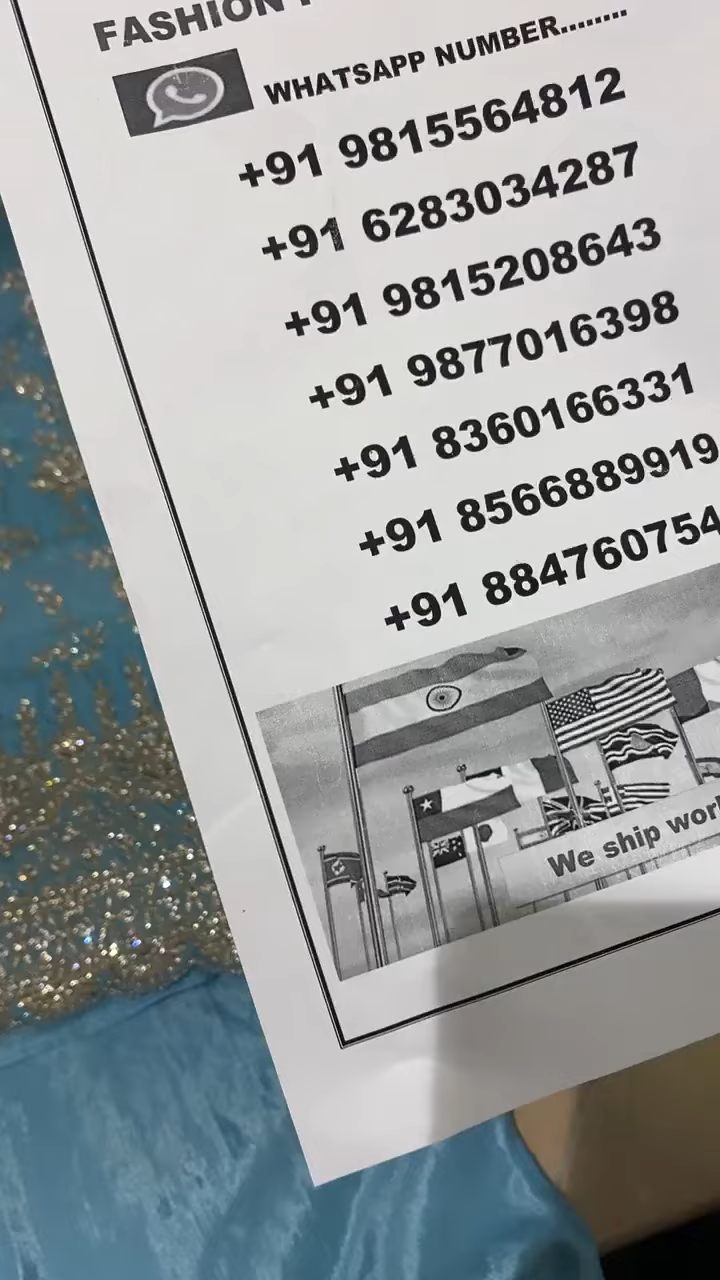 FASHION
WHATSAPP NUMBER........
+91 9815564812
+91 6283034287
+91 9815208643
+91 9877016398
+91 8360166331
+91 8566889919
+91 884760754
We ship wor